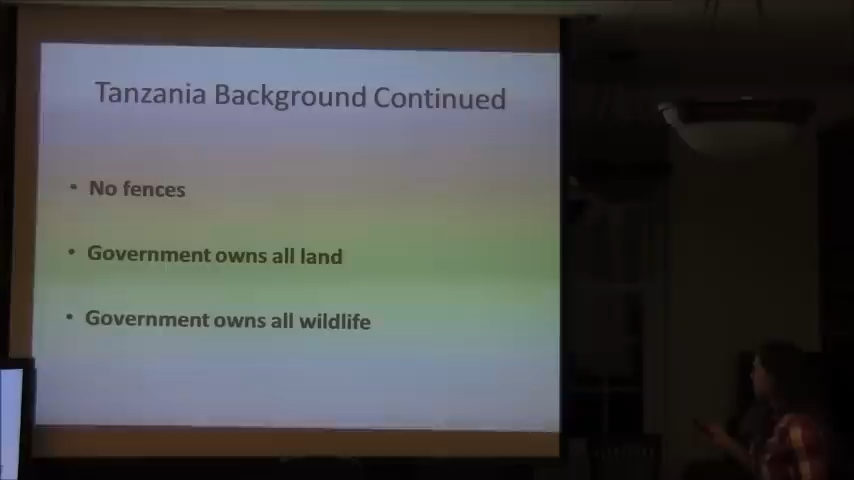 Tanzania Background Continued
• No fences
• Government owns all land
• Government owns all wildlife